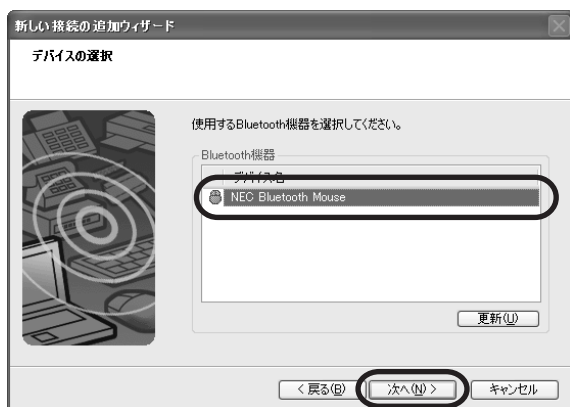 新しい接続の追加ウィザード
デバイスの選択
使用するBluetooth機器を選択してください。
Bluetooth機器
デバイス名
NEC Bluetooth Mouse
更新(U)
< 戻る(B)
次へ(N) >
キャンセル